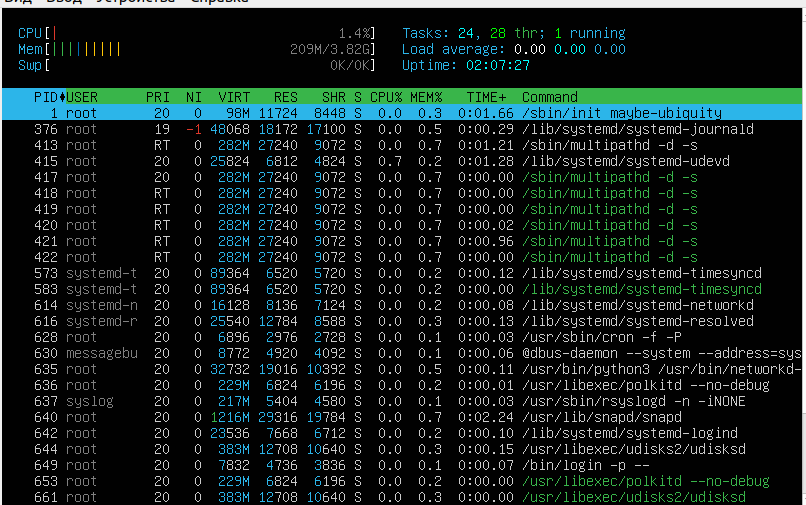 Вид Ввод Устройства Справка
CPU[| 1.4%] Tasks: 24, 28 thr; 1 running
Mem[||||||||| 209M/3.82G] Load average: 0.00 0.00 0.00
Swp[ 0K/0K] Uptime: 02:07:27
PID♦USER PRI NI VIRT RES SHR S CPU% MEM% TIME+ Command
1 root 20 0 98M 11724 8448 S 0.0 0.3 0:01.66 /sbin/init maybe-ubiquity
376 root 19 -1 48068 18172 17100 S 0.0 0.5 0:00.29 /lib/systemd/systemd-journald
413 root RT 0 282M 27240 9072 S 0.0 0.7 0:01.21 /sbin/multipathd -d -s
415 root 20 0 25824 6812 4824 S 0.7 0.2 0:01.28 /lib/systemd/systemd-udevd
417 root 20 0 282M 27240 9072 S 0.0 0.7 0:00.00 /sbin/multipathd -d -s
418 root RT 0 282M 27240 9072 S 0.0 0.7 0:00.00 /sbin/multipathd -d -s
419 root RT 0 282M 27240 9072 S 0.0 0.7 0:00.00 /sbin/multipathd -d -s
420 root RT 0 282M 27240 9072 S 0.0 0.7 0:00.02 /sbin/multipathd -d -s
421 root RT 0 282M 27240 9072 S 0.0 0.7 0:00.96 /sbin/multipathd -d -s
422 root RT 0 282M 27240 9072 S 0.0 0.7 0:00.00 /sbin/multipathd -d -s
573 systemd-t 20 0 89364 6520 5720 S 0.0 0.2 0:00.12 /lib/systemd/systemd-timesyncd
583 systemd-t 20 0 89364 6520 5720 S 0.0 0.2 0:00.00 /lib/systemd/systemd-timesyncd
614 systemd-n 20 0 16128 8136 7124 S 0.0 0.2 0:00.08 /lib/systemd/systemd-networkd
616 systemd-r 20 0 25540 12784 8588 S 0.0 0.3 0:00.13 /lib/systemd/systemd-resolved
628 root 20 0 6896 2976 2728 S 0.0 0.1 0:00.03 /usr/sbin/cron -f -P
630 messagebu 20 0 8772 4920 4092 S 0.0 0.1 0:00.06 @dbus-daemon --system --address=sys
635 root 20 0 32732 19016 10392 S 0.0 0.5 0:00.11 /usr/bin/python3 /usr/bin/networkd-
636 root 20 0 229M 6824 6196 S 0.0 0.2 0:00.01 /usr/libexec/polkitd --no-debug
637 syslog 20 0 217M 5404 4580 S 0.0 0.1 0:00.03 /usr/sbin/rsyslogd -n -iNONE
640 root 20 0 1216M 29316 19784 S 0.0 0.7 0:02.24 /usr/lib/snapd/snapd
642 root 20 0 23536 7668 6712 S 0.0 0.2 0:00.10 /lib/systemd/systemd-logind
644 root 20 0 383M 12708 10640 S 0.0 0.3 0:00.15 /usr/libexec/udisks2/udisksd
649 root 20 0 7832 4736 3836 S 0.0 0.1 0:00.07 /bin/login -p --
653 root 20 0 229M 6824 6196 S 0.0 0.2 0:00.00 /usr/libexec/polkitd --no-debug
661 root 20 0 383M 12708 10640 S 0.0 0.3 0:00.00 /usr/libexec/udisks2/udisksd